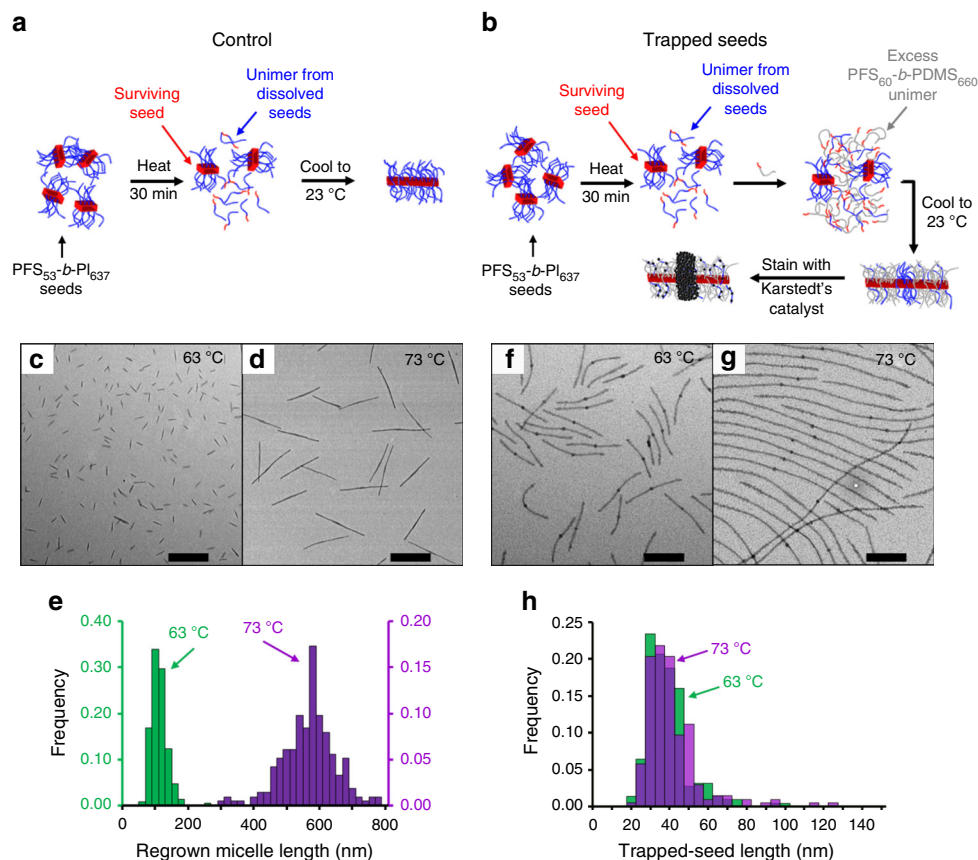 a
Control
Surviving
seed
Unimer from
dissolved
seeds
Heat
30 min
Cool to
23 °C
PFS53-b-PI637
seeds
b
Trapped seeds
Surviving
seed
Unimer from
dissolved
seeds
Excess
PFS60-b-PDMS660
unimer
Heat
30 min
Cool to
23 °C
PFS53-b-PI637
seeds
Stain with
Karstedt's
catalyst
c
63 °C
d
73 °C
f
63 °C
g
73 °C
e
0.40
0.30
0.20
0.10
0.00
Frequency
63 °C
73 °C
0.20
0.15
0.10
0.05
0.00
0
200
400
600
800
Regrown micelle length (nm)
h
0.25
0.20
0.15
0.10
0.05
0.00
Frequency
73 °C
63 °C
0
20
40
60
80
100
120
140
Trapped-seed length (nm)